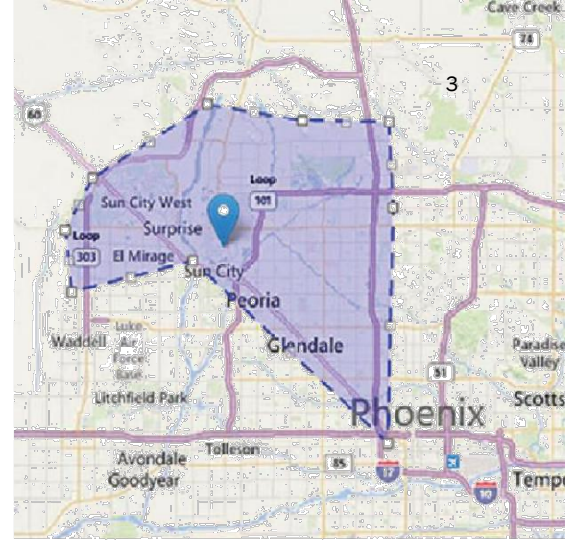 Cave Creek
74
3
60
Loop
101
Sun City West
Surprise
Loop
303
El Mirage
Sun City
Peoria
Waddell
Luke
Air
Force
Base
Glendale
Paradise
Valley
51
Litchfield Park
Phoenix
Scotts
Tolleson
Avondale
85
17
Goodyear
10
Tempe